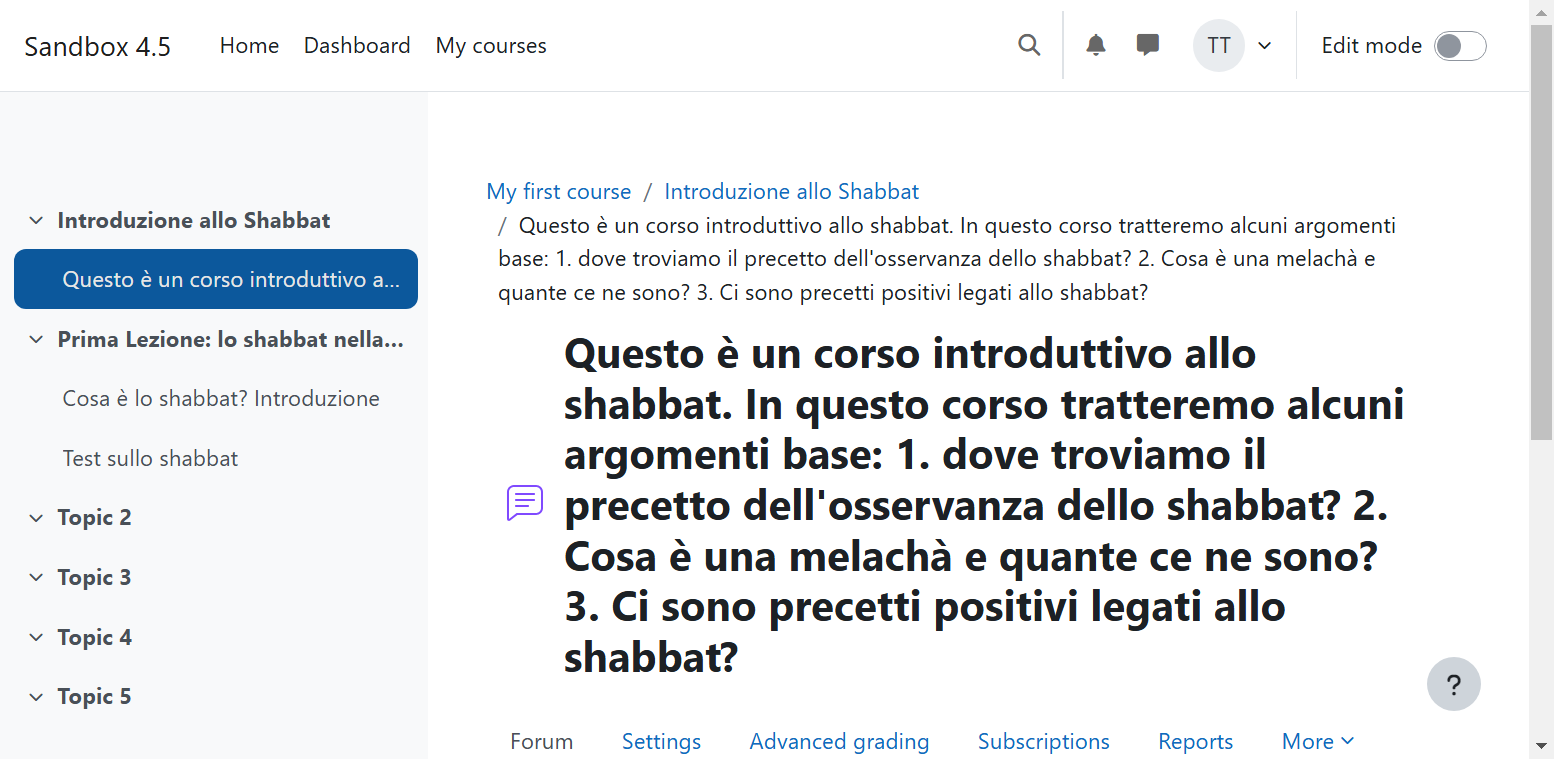 Sandbox 4.5 Home Dashboard My courses TT Edit mode
Introduzione allo Shabbat
Questo è un corso introduttivo a...
Prima Lezione: lo shabbat nella...
Cosa è lo shabbat? Introduzione
Test sullo shabbat
Topic 2
Topic 3
Topic 4
Topic 5
My first course / Introduzione allo Shabbat
/ Questo è un corso introduttivo allo shabbat. In questo corso tratteremo alcuni argomenti
base: 1. dove troviamo il precetto dell'osservanza dello shabbat? 2. Cosa è una melachà e
quante ce ne sono? 3. Ci sono precetti positivi legati allo shabbat?
Questo è un corso introduttivo allo
shabbat. In questo corso tratteremo alcuni
argomenti base: 1. dove troviamo il
precetto dell'osservanza dello shabbat? 2.
Cosa è una melachà e quante ce ne sono?
3. Ci sono precetti positivi legati allo
shabbat?
?
Forum Settings Advanced grading Subscriptions Reports More